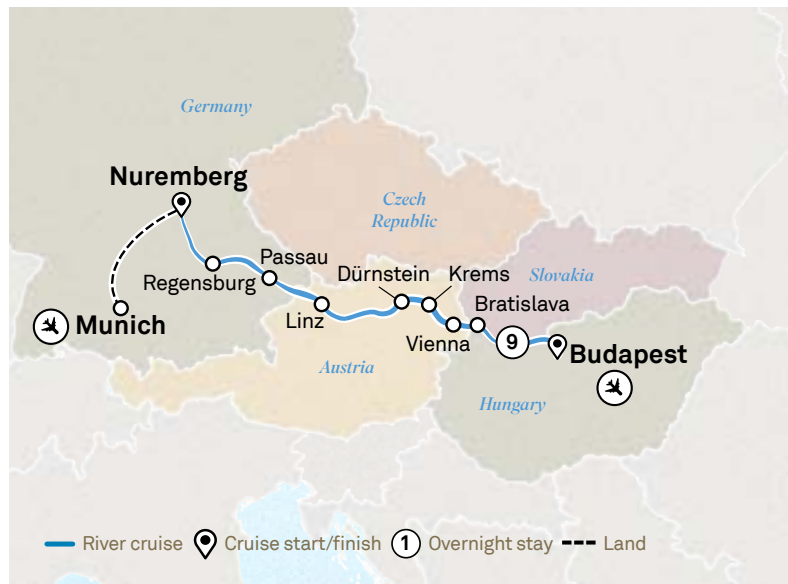 Germany
Nuremberg
Czech
Republic
Passau
Regensburg
Dürnstein
Krems
Slovakia
Linz
Bratislava
Munich
Vienna
9
Budapest
Austria
Hungary
River cruise
Cruise start/finish
1 Overnight stay
Land